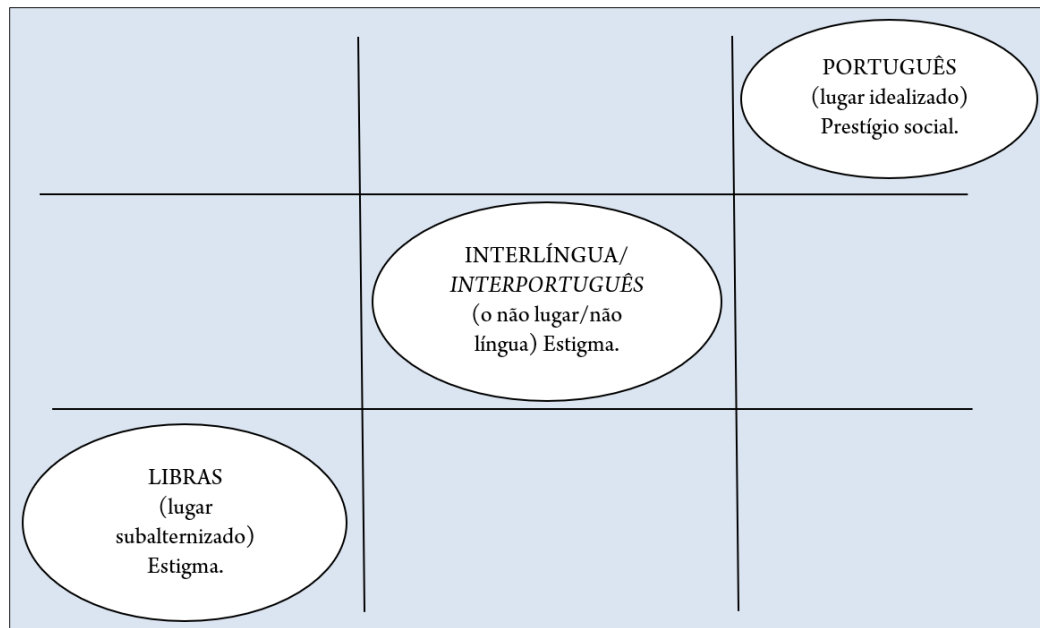 PORTUGUÊS
(lugar idealizado)
Prestígio social.
INTERLÍNGUA/
INTERPORTUGUÊS
(o não lugar/não
língua) Estigma.
LIBRAS
(lugar
subalternizado)
Estigma.